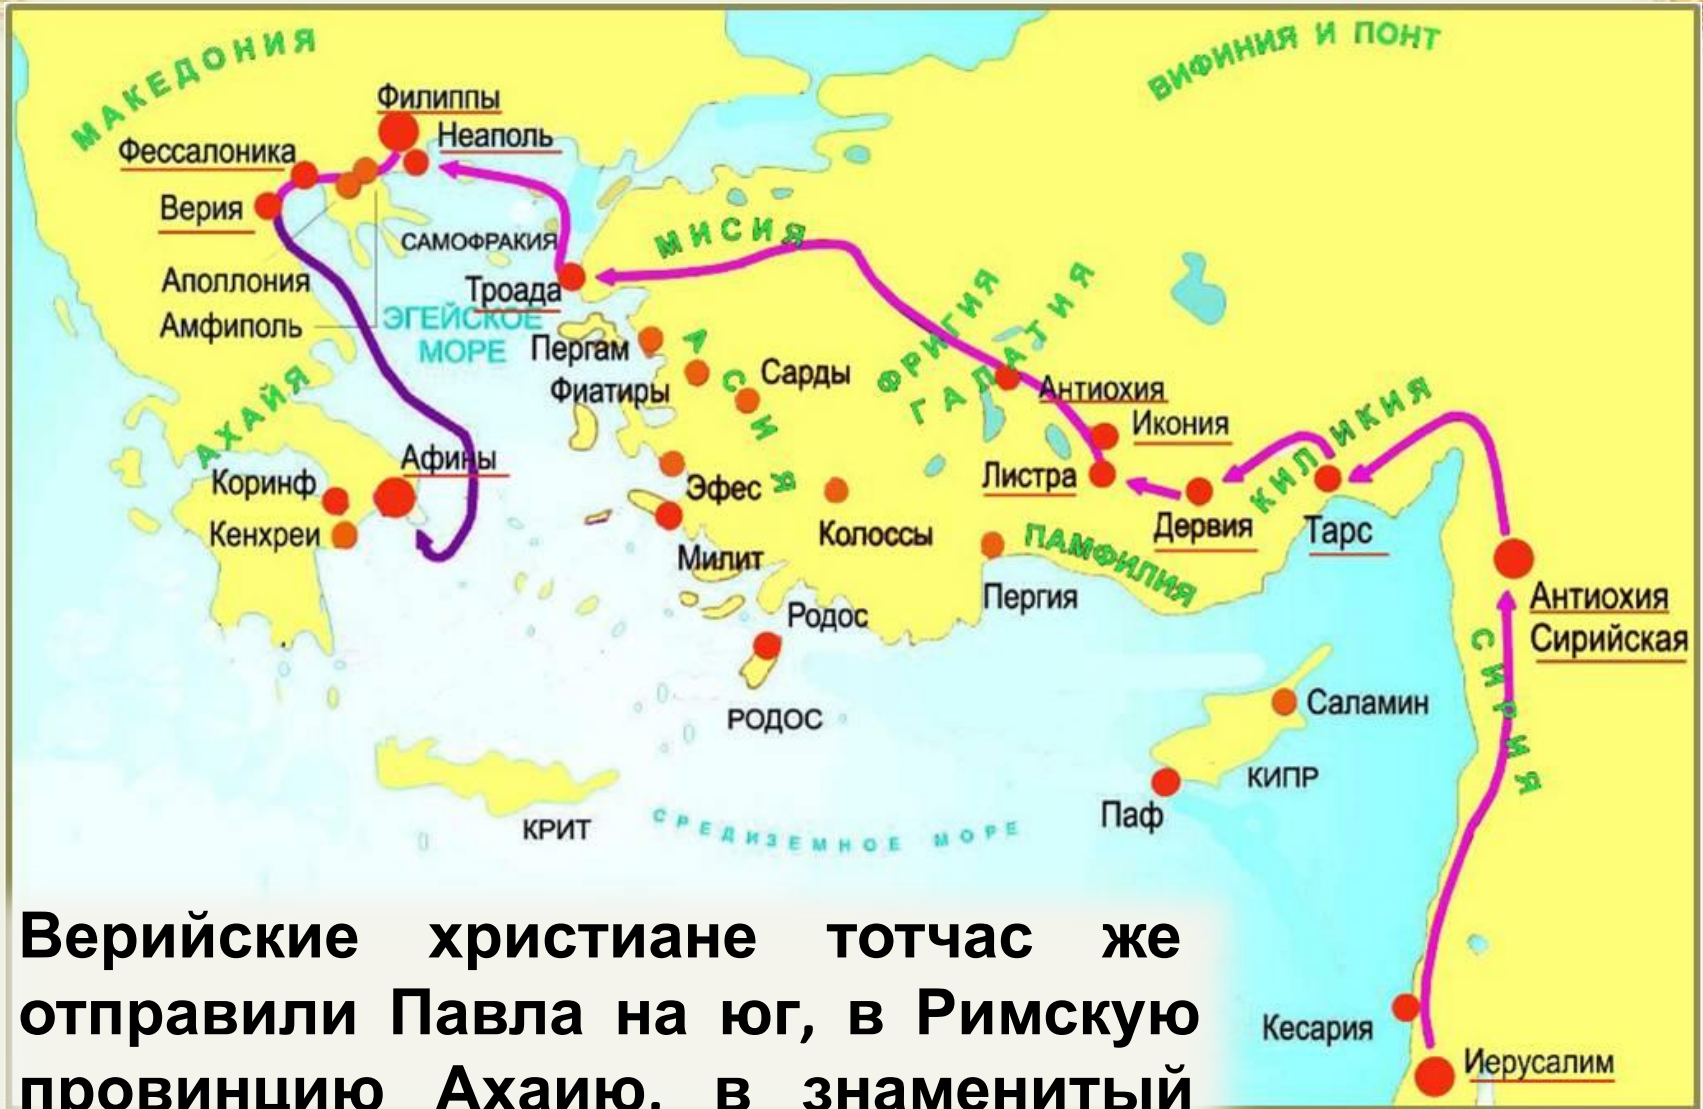 МАКЕДОНИЯ
ВИФИНИЯ И ПОНТ
Филиппы
Неаполь
Фессалоника
Верия
САМОФРАКИЯ
МИСИЯ
Аполлония
Троада
Амфиполь
ЭГЕЙСКОЕ
МОРЕ
Пергам
АСИЯ
Фиатиры
Сарды
ФРИГИЯ
ГАЛАТИЯ
Антиохия
Икония
КИЛИКИЯ
АХАЙЯ
Афины
Коринф
Кенхреи
Эфес
Листра
Колоссы
Дервия
Тарс
Милит
ПАМФИЛИЯ
Пергия
Антиохия
Сирийская
Родос
СИРИЯ
РОДОС
Саламин
КИПР
Паф
КРИТ
СРЕДИЗЕМНОЕ МОРЕ
Кесария
Иерусалим
Верийские христиане тотчас же
отправили Павла на юг, в Римскую
провинцию Ахаию, в знаменитый